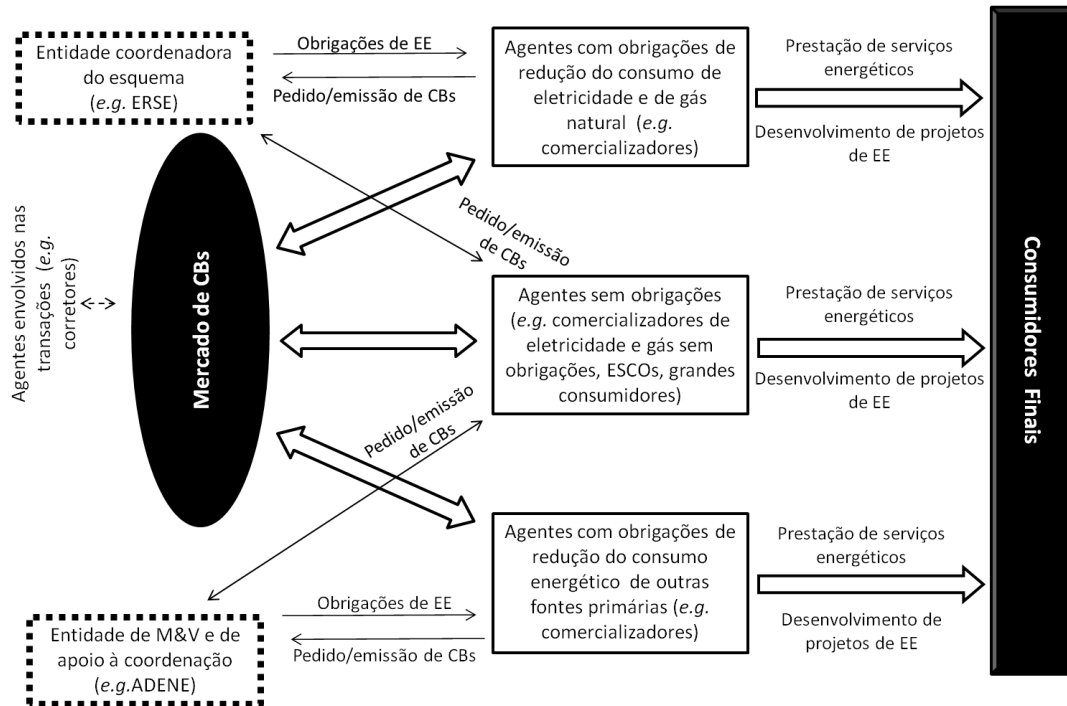 Entidade coordenadora
do esquema
(e.g. ERSE)
Obrigações de EE
Pedido/emissão de CBs
Agentes com obrigações de
redução do consumo de
eletricidade e de gás
natural (e.g.
comercializadores)
Prestação de serviços
energéticos
Desenvolvimento de projetos
de EE
Agentes envolvidos nas
transações (e.g.
corretores)
Mercado de CBs
Pedido/emissão
de CBs
Agentes sem obrigações
(e.g. comercializadores de
eletricidade e gás sem
obrigações, ESCOs, grandes
consumidores)
Prestação de serviços
energéticos
Desenvolvimento de projetos
de EE
Consumidores Finais
Pedido/emissão
de CBs
Agentes com obrigações de
redução do consumo
energético de outras
fontes primárias (e.g.
comercializadores)
Prestação de serviços
energéticos
Desenvolvimento de
projetos de EE
Entidade de M&V e de
apoio à coordenação
(e.g.ADENE)
Obrigações de EE
Pedido/emissão de CBs